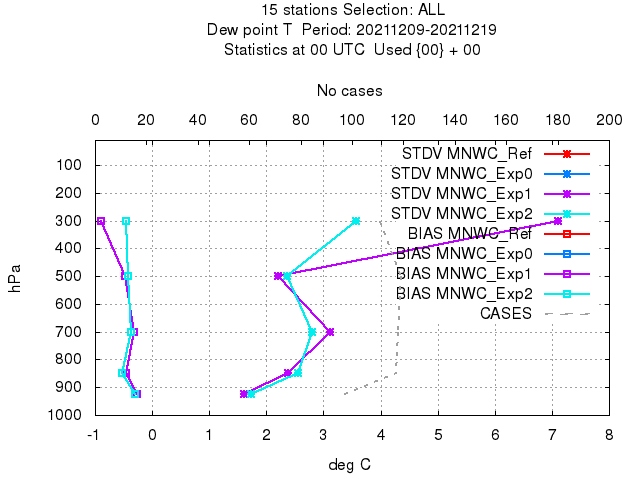 15 stations Selection: ALL
Dew point T  Period: 20211209-20211219
Statistics at 00 UTC  Used {00} + 00
No cases
0 20 40 60 80 100 120 140 160 180 200
STDV MNWC_Ref
STDV MNWC_Exp0
STDV MNWC_Exp1
STDV MNWC_Exp2
BIAS MNWC_Ref
BIAS MNWC_Exp0
BIAS MNWC_Exp1
BIAS MNWC_Exp2
CASES
hPa
100
200
300
400
500
600
700
800
900
1000
-1 0 1 2 3 4 5 6 7 8
deg C